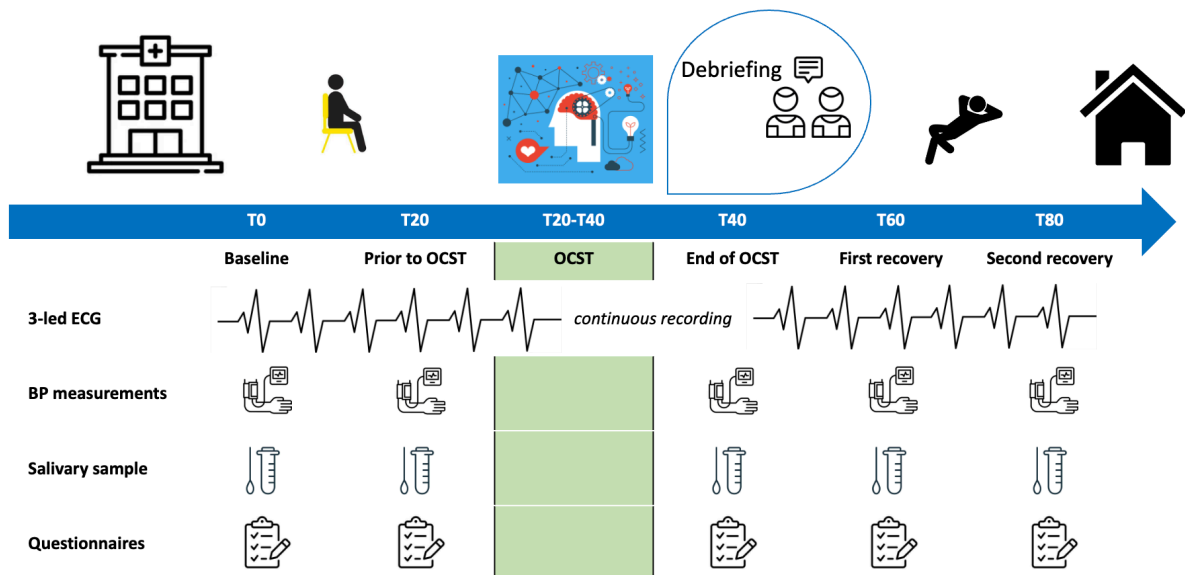 Debriefing
T0 T20 T20-T40 T40 T60 T80
Baseline Prior to OCST OCST End of OCST First recovery Second recovery
3-led ECG continuous recording
BP measurements
Salivary sample
Questionnaires